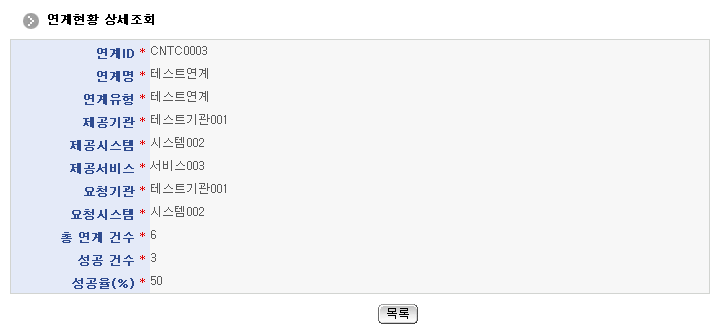 연계현황 상세조회
연계ID * CNTC0003
연계명 * 테스트연계
연계유형 * 테스트연계
제공기관 * 테스트기관001
제공시스템 * 시스템002
제공서비스 * 서비스003
요청기관 * 테스트기관001
요청시스템 * 시스템002
총 연계 건수 * 6
성공 건수 * 3
성공율(%) * 50
목록